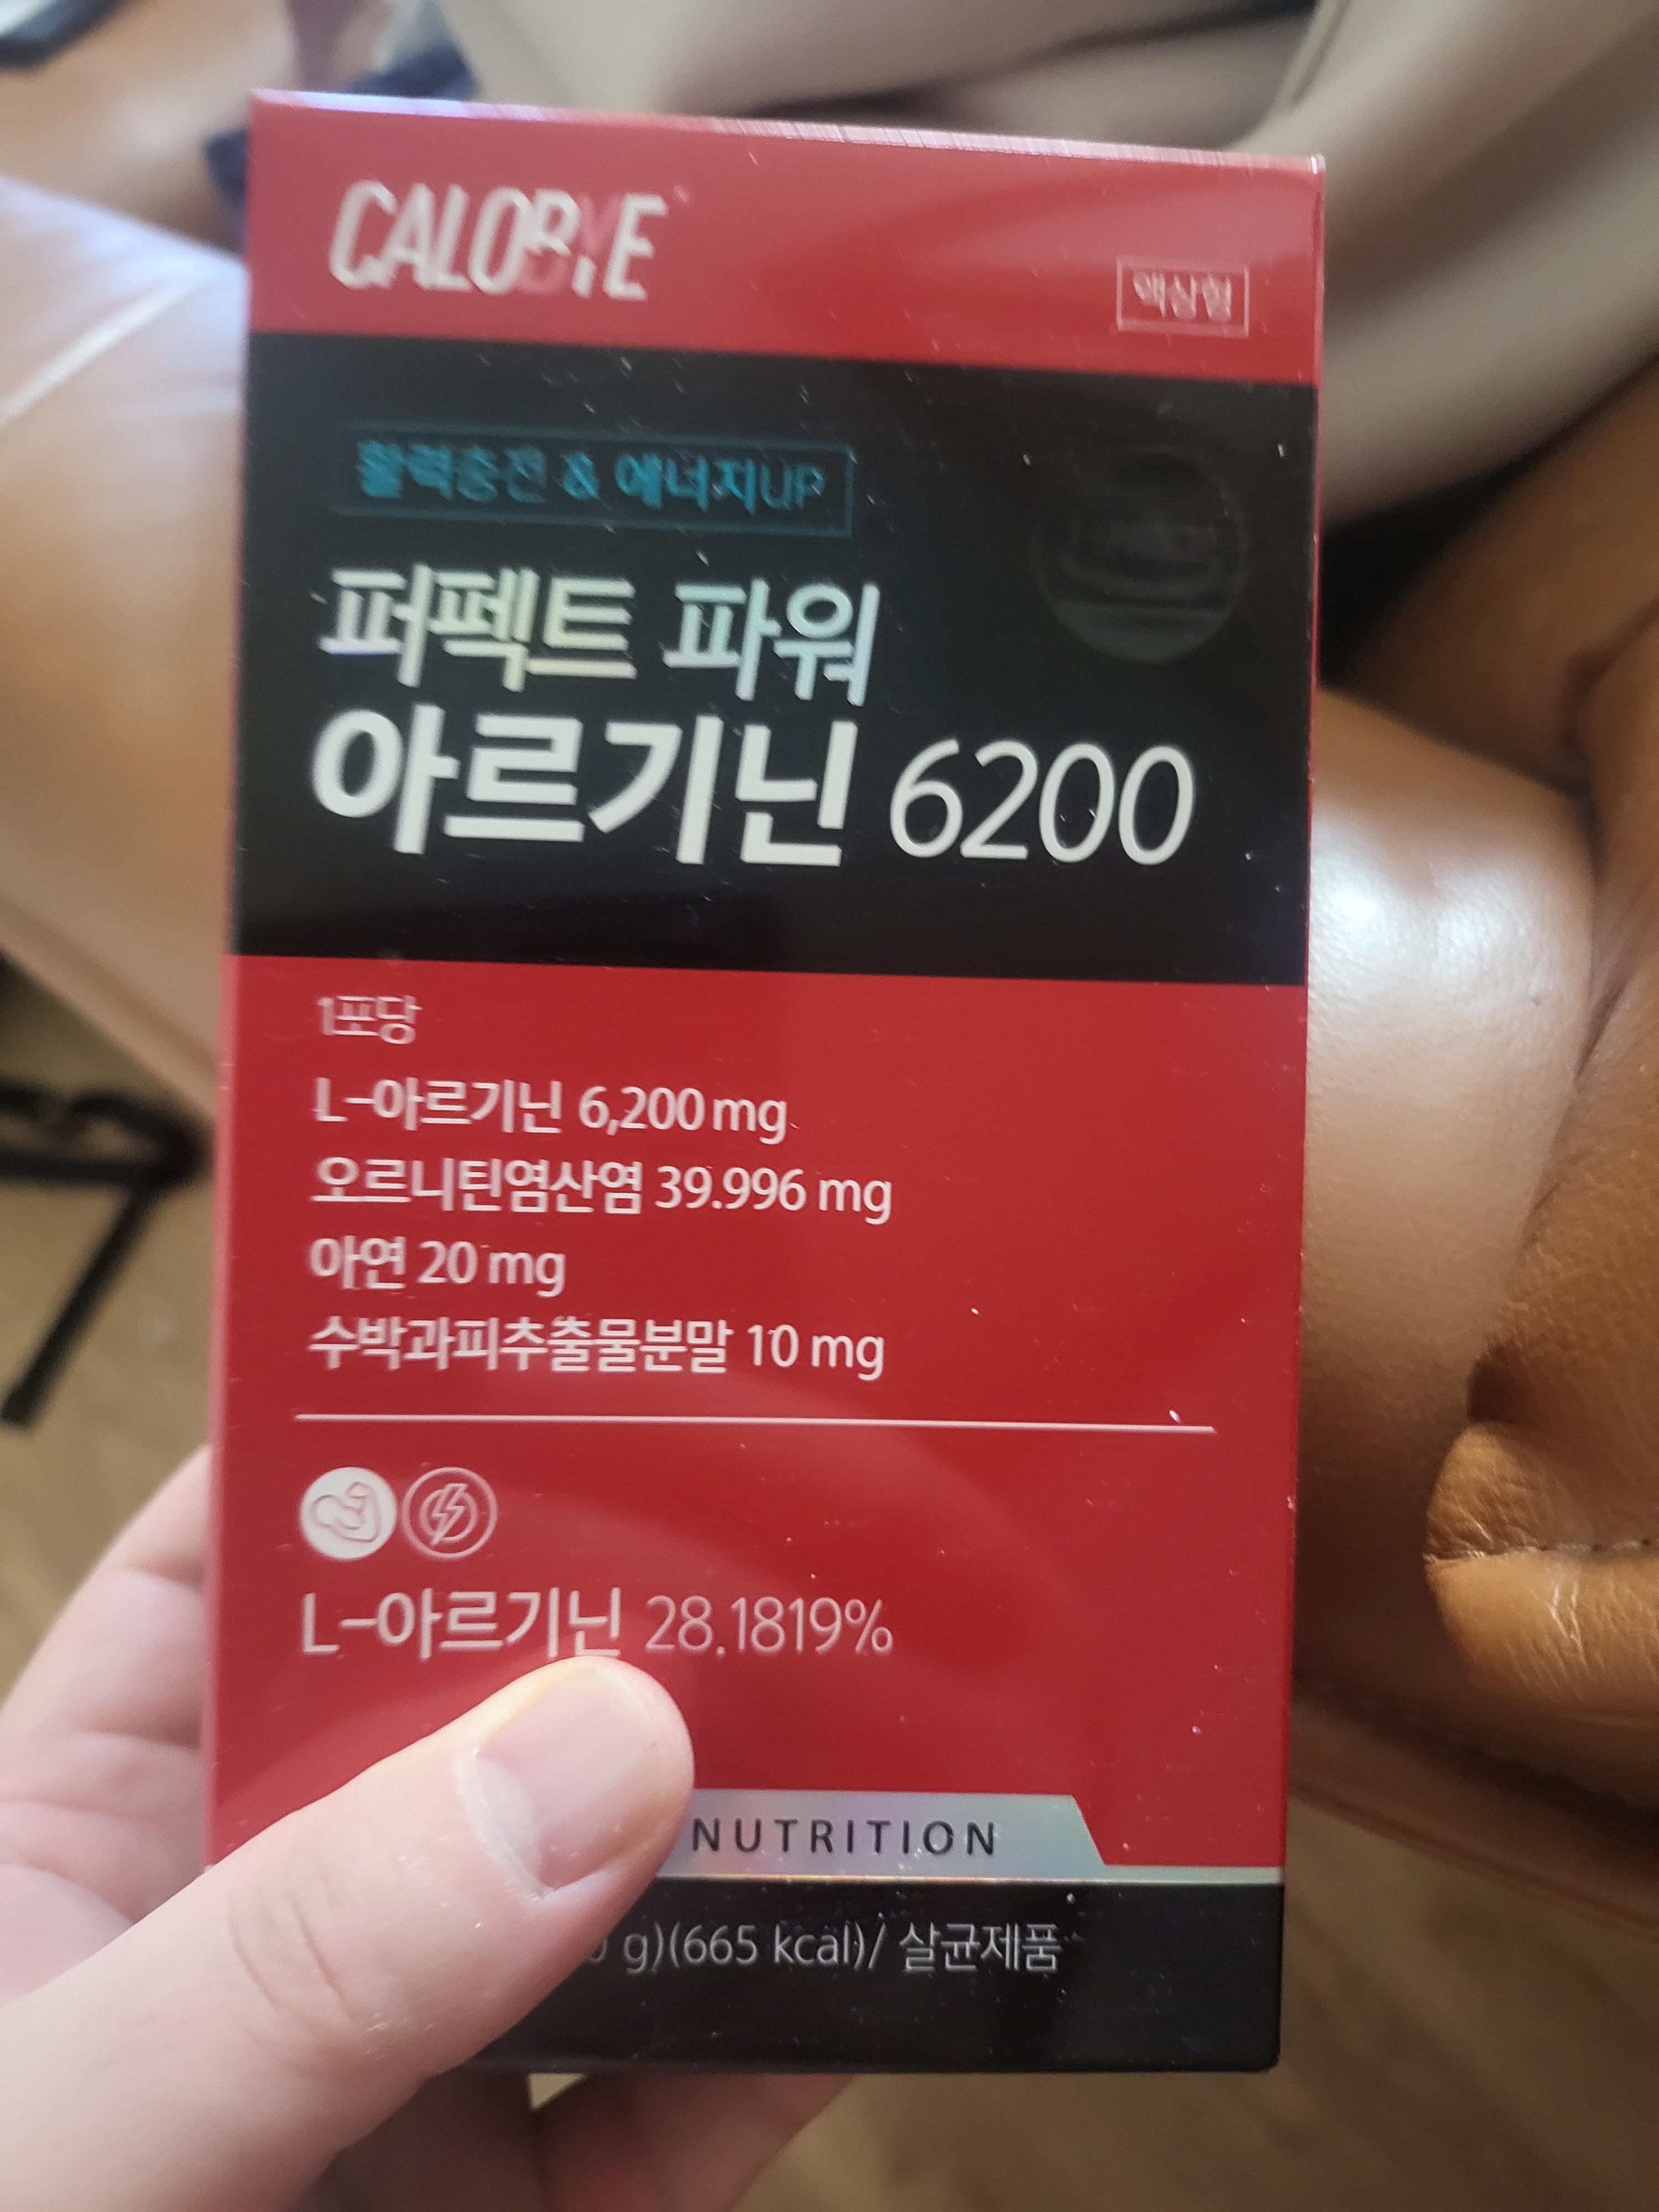 CALOBYE
액상형
활력충전 & 에너지UP
퍼펙트 파워
아르기닌 6200
1포당
L-아르기닌 6,200 mg
오르니틴염산염 39.996 mg
아연 20 mg
수박과피추출물분말 10 mg
L-아르기닌 28.1819%
NUTRITION
g)(665 kcal)/ 살균제품